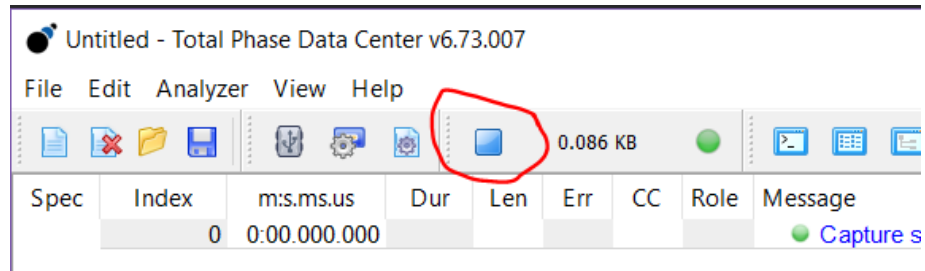 Untitled - Total Phase Data Center v6.73.007
File Edit Analyzer View Help
0.086 KB
Spec Index m:s.ms.us Dur Len Err CC Role Message
0 0:00.000.000 Capture